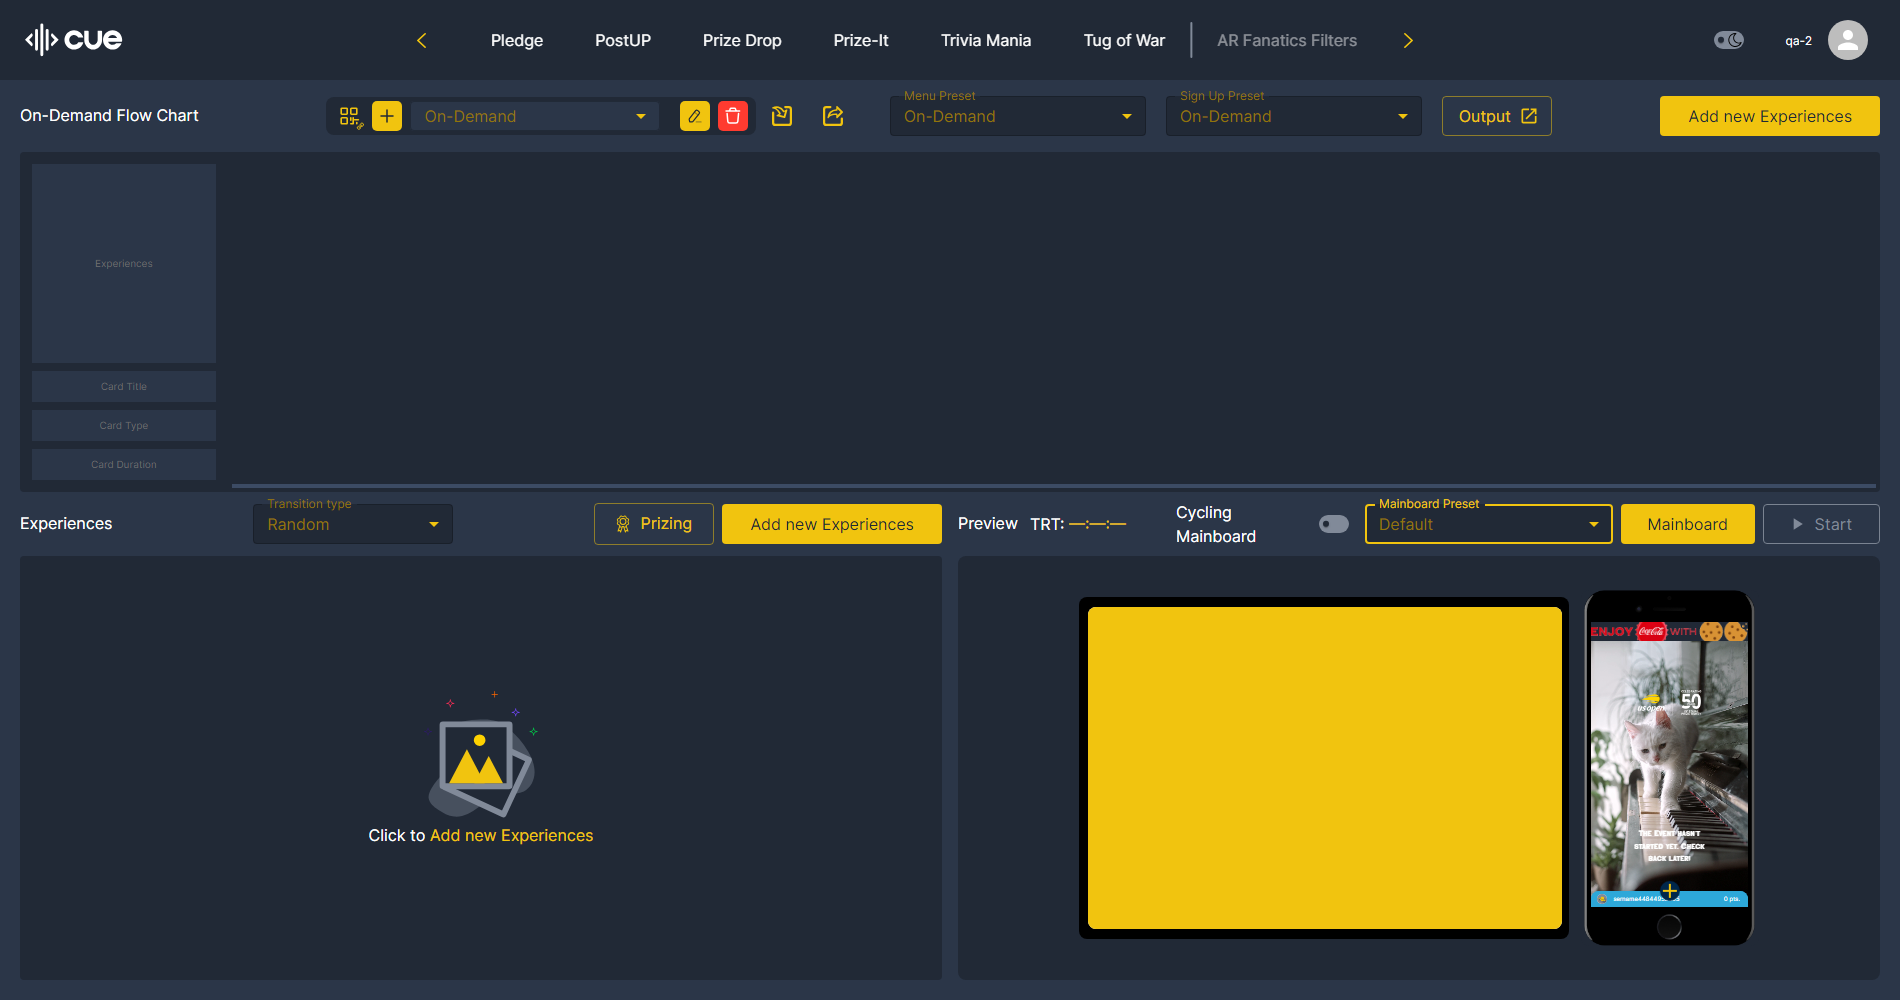 cue
Pledge
PostUP
Prize Drop
Prize-It
Trivia Mania
Tug of War
AR Fanatics Filters
qa-2
On-Demand Flow Chart
On-Demand
Menu Preset
On-Demand
Sign Up Preset
On-Demand
Output
Add new Experiences
Experiences
Card Title
Card Type
Card Duration
Experiences
Transition type
Random
Prizing
Add new Experiences
Preview
TRT: —:—:—
Cycling
Mainboard
Mainboard Preset
Default
Mainboard
Start
Click to Add new Experiences
ENJOY Coca-Cola WITH
us open
50
The Event hasn't
started yet. Check
back later!
0 pts.